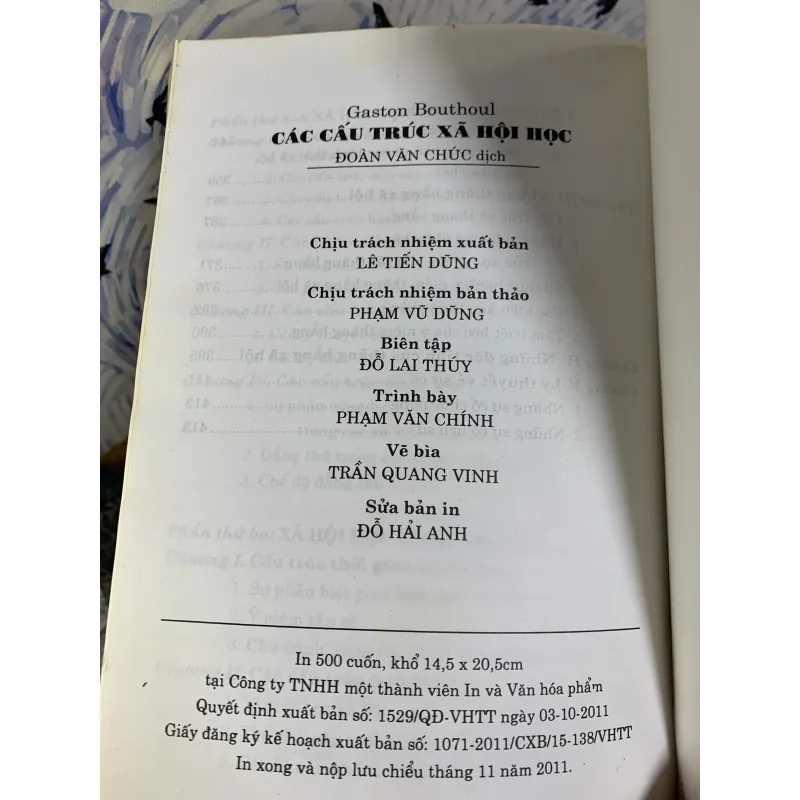 Gaston Bouthoul
CÁC CẤU TRÚC XÃ HỘI HỌC
ĐOÀN VĂN CHÚC dịch
Chịu trách nhiệm xuất bản
LÊ TIẾN DŨNG
Chịu trách nhiệm bản thảo
PHẠM VŨ DŨNG
Biên tập
ĐỖ LAI THÚY
Trình bày
PHẠM VĂN CHÍNH
Vẽ bìa
TRẦN QUANG VINH
Sửa bản in
ĐỖ HẢI ANH
In 500 cuốn, khổ 14,5 x 20,5cm
tại Công ty TNHH một thành viên In và Văn hóa phẩm
Quyết định xuất bản số: 1529/QĐ-VHTT ngày 03-10-2011
Giấy đăng ký kế hoạch xuất bản số: 1071-2011/CXB/15-138/VHTT
In xong và nộp lưu chiểu tháng 11 năm 2011.